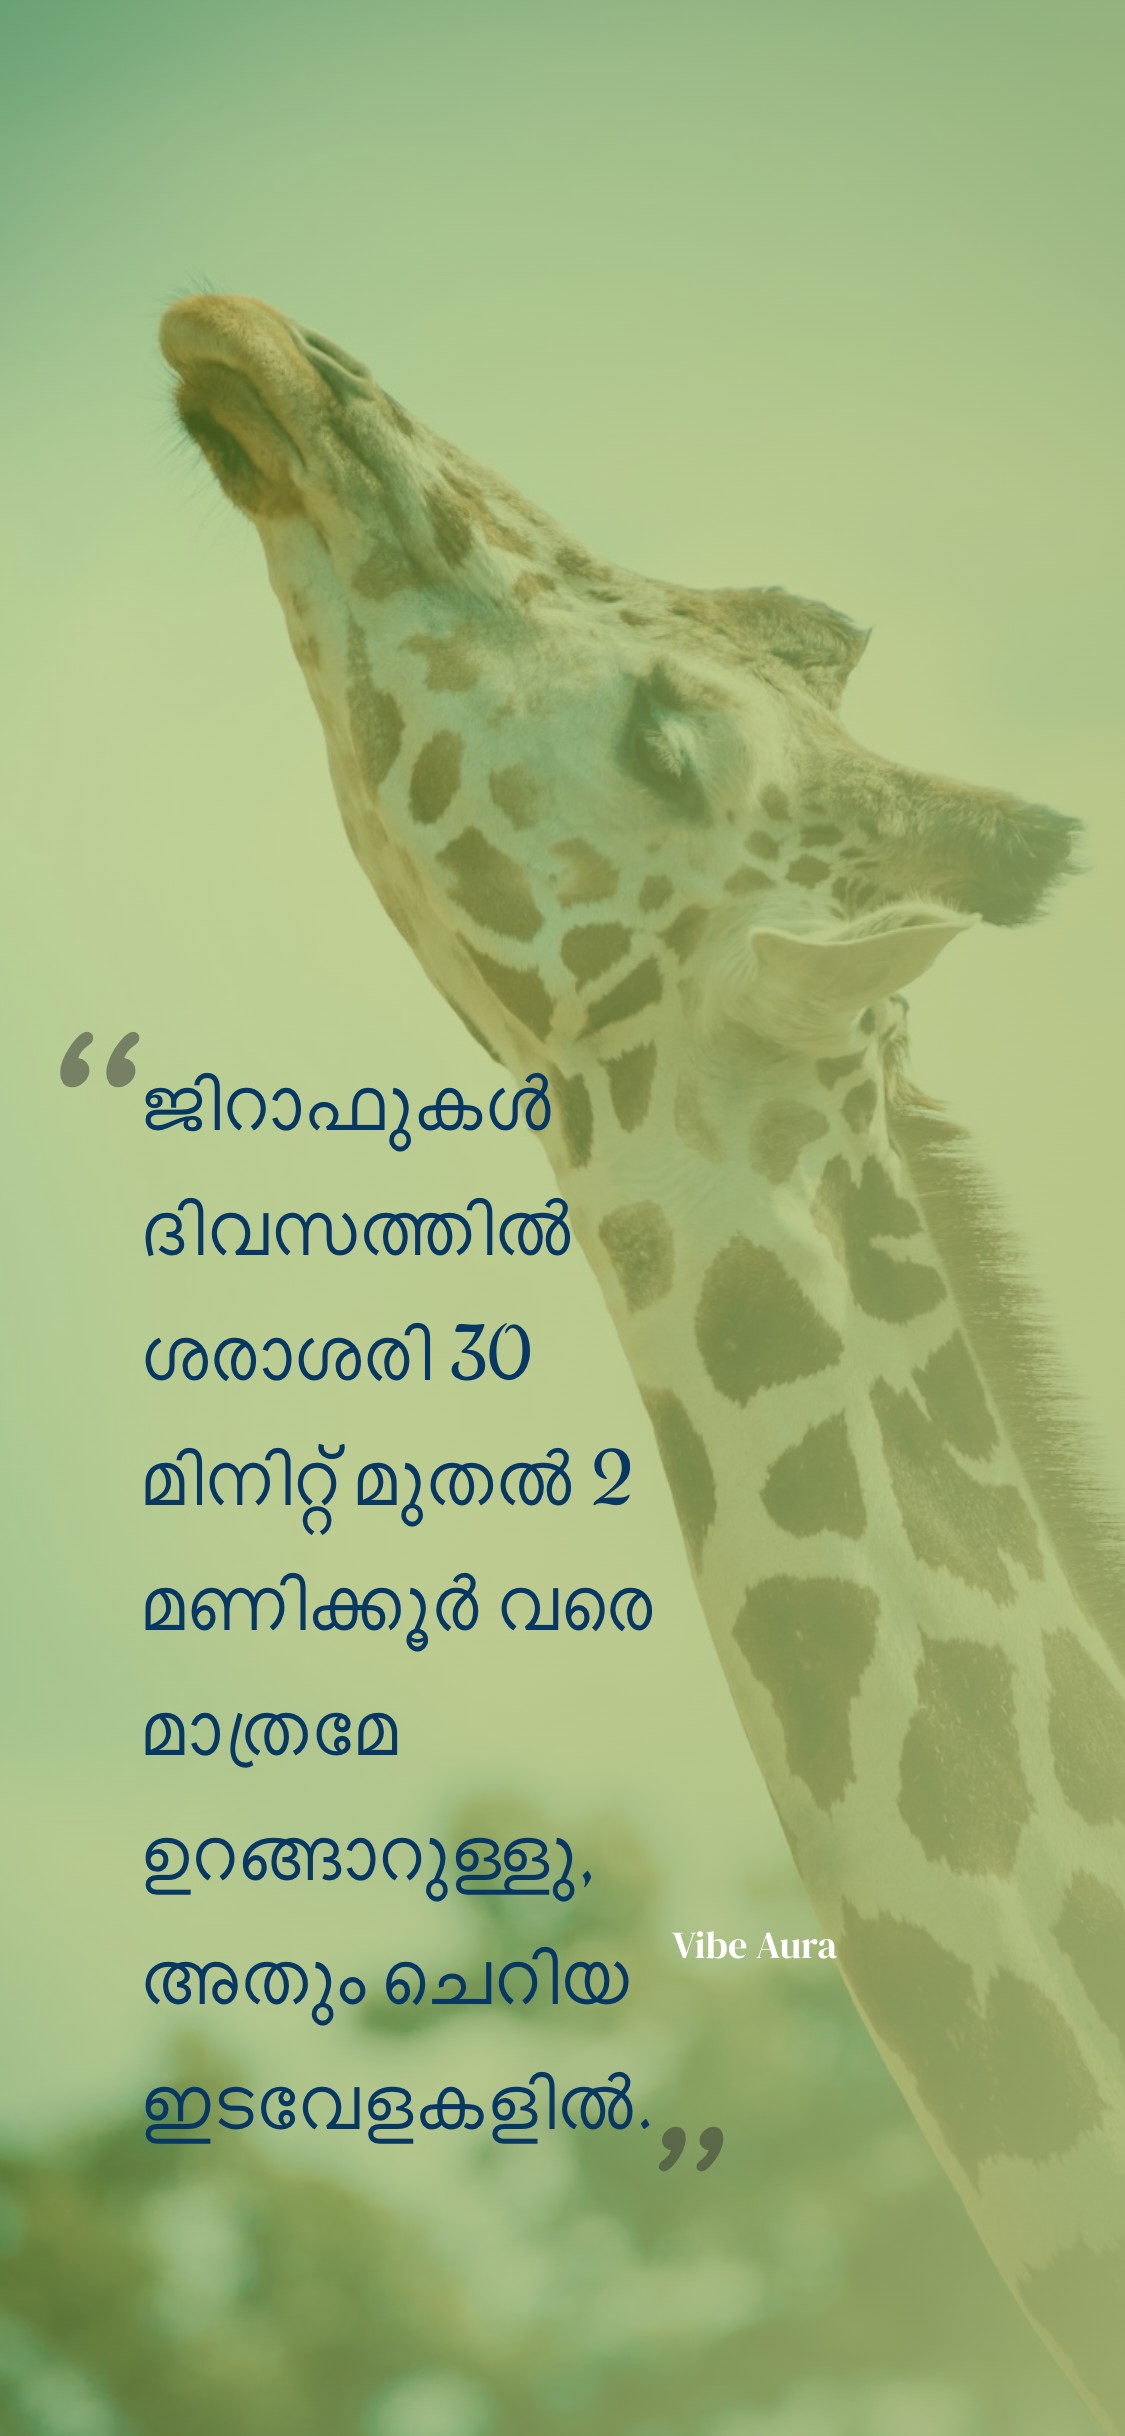 “ജിറാഫുകൾ
ദിവസത്തിൽ
ശരാശരി 30
മിനിറ്റ് മുതൽ 2
മണിക്കൂർ വരെ
മാത്രമേ
ഉറങ്ങാറുള്ളു,
അതും ചെറിയ
ഇടവേളകളിൽ.”
Vibe Aura